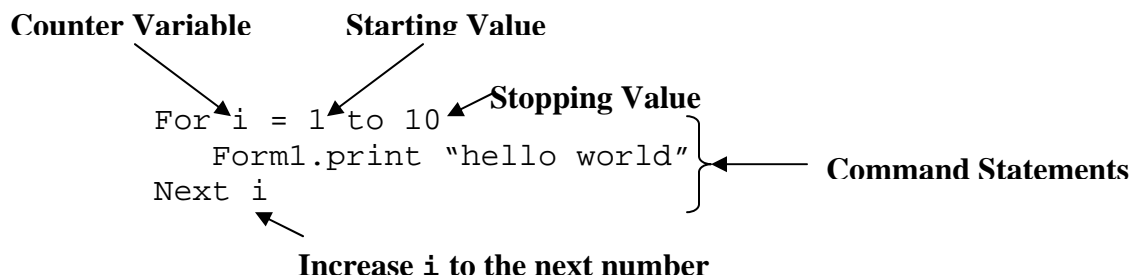 Counter Variable Starting Value
Stopping Value
For i = 1 to 10
Form1.print “hello world”
Command Statements
Next i
Increase i to the next number